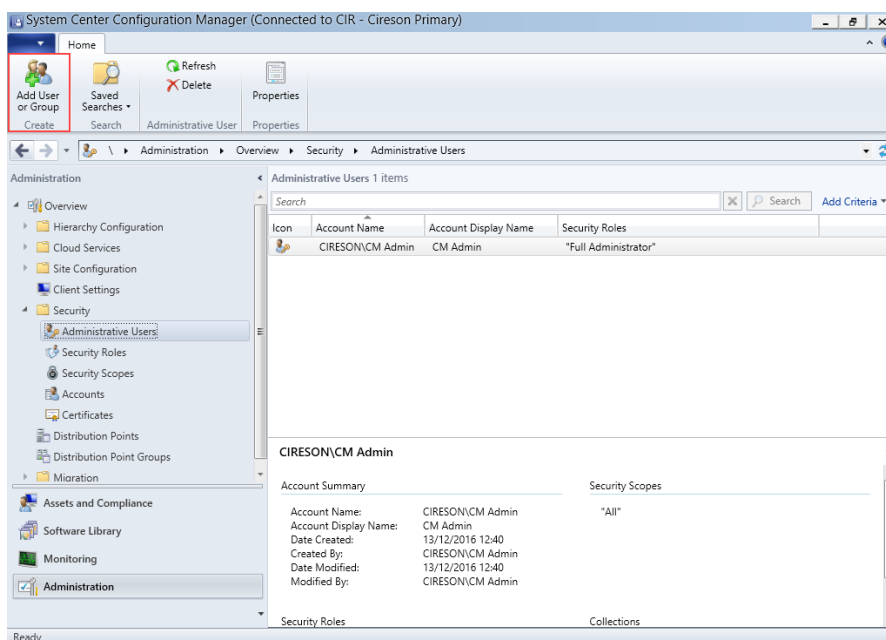 System Center Configuration Manager (Connected to CIR - Cireson Primary)
Home
Add User
or Group
Create
Saved
Searches
Search
Refresh
Delete
Administrative User
Properties
Properties
\ Administration Overview Security Administrative Users
Administration
Overview
Hierarchy Configuration
Cloud Services
Site Configuration
Client Settings
Security
Administrative Users
Security Roles
Security Scopes
Accounts
Certificates
Distribution Points
Distribution Point Groups
Migration
Assets and Compliance
Software Library
Monitoring
Administration
Administrative Users 1 items
Search Search Add Criteria
Icon Account Name Account Display Name Security Roles
CIRESON\CM Admin CM Admin "Full Administrator"
CIRESON\CM Admin
Account Summary
Account Name: CIRESON\CM Admin
Account Display Name: CM Admin
Date Created: 13/12/2016 12:40
Created By: CIRESON\CM Admin
Date Modified: 13/12/2016 12:40
Modified By: CIRESON\CM Admin
Security Scopes
"All"
Security Roles
Collections
Ready